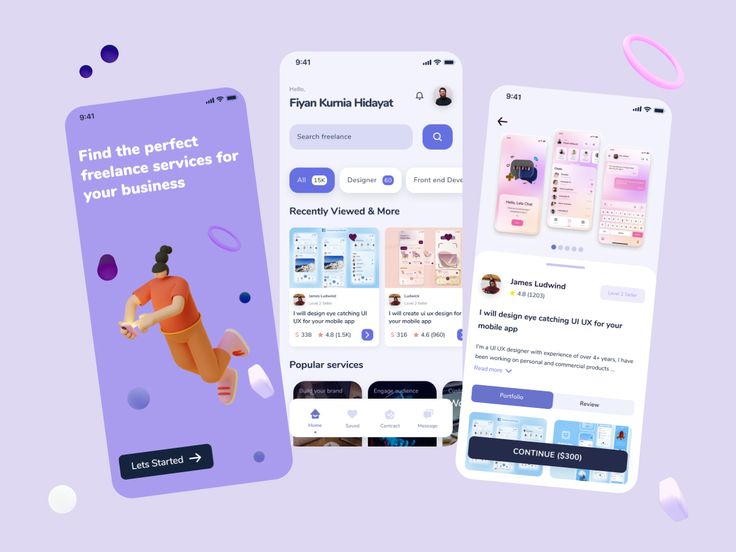 9:41
Find the perfect
freelance services for
your business
Lets Started
9:41
Hello,
Fiyan Kurnia Hidayat
Search freelance
All 15K
Designer 60
Front end Deve
Recently Viewed & More
James Ludwind
Level 2 Seller
I will design eye catching UI
UX for your mobile app
$ 338
4.8 (1.5K)
Ludwick
Level 2 Seller
I will create ui ux design for
your mobile app
$ 316
4.6 (960)
Popular services
Build your brand
Engage audience
Home
Saved
Contract
Message
9:41
Hello, Lets Chat
James Ludwind
4.8 (1203)
Level 2 Seller
I will design eye catching UI UX for your
mobile app
I'm a UI UX designer with experience of over 4+ years, I have
been working on personal and commercial products ...
Read more
Portfolio
Review
CONTINUE ($300)